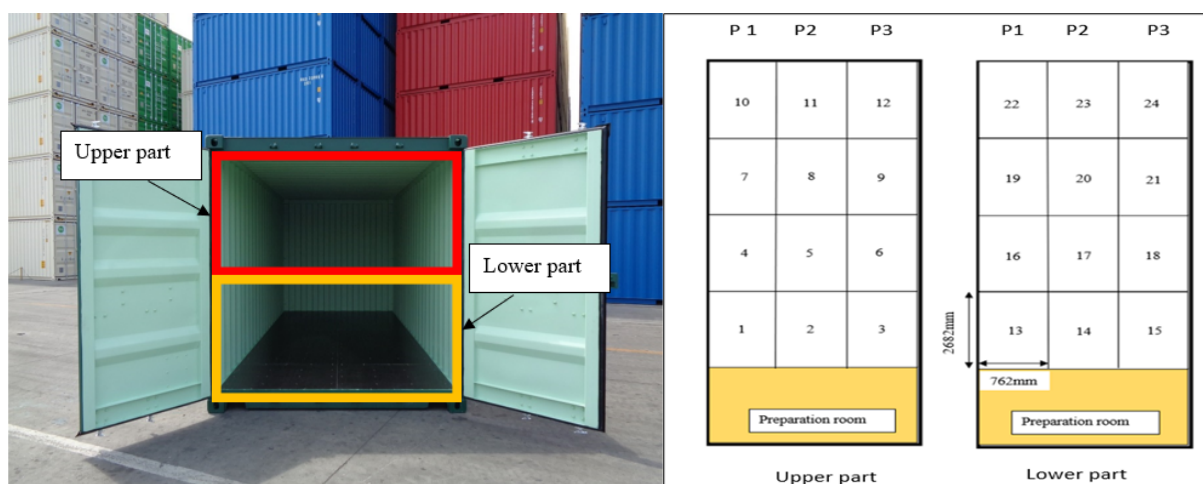 Upper part
Lower part
P 1 P2 P3
10 11 12
7 8 9
4 5 6
1 2 3
Preparation room
Upper part
P1 P2 P3
22 23 24
19 20 21
16 17 18
13 14 15
2682mm
762mm
Preparation room
Lower part